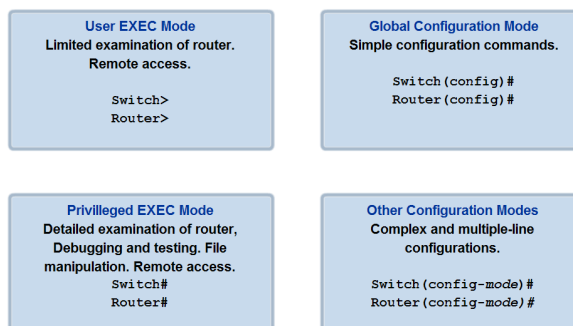 User EXEC Mode
Limited examination of router.
Remote access.
Switch>
Router>
Global Configuration Mode
Simple configuration commands.
Switch(config)#
Router(config)#
Privilleged EXEC Mode
Detailed examination of router,
Debugging and testing. File
manipulation. Remote access.
Switch#
Router#
Other Configuration Modes
Complex and multiple-line
configurations.
Switch(config-mode)#
Router(config-mode)#